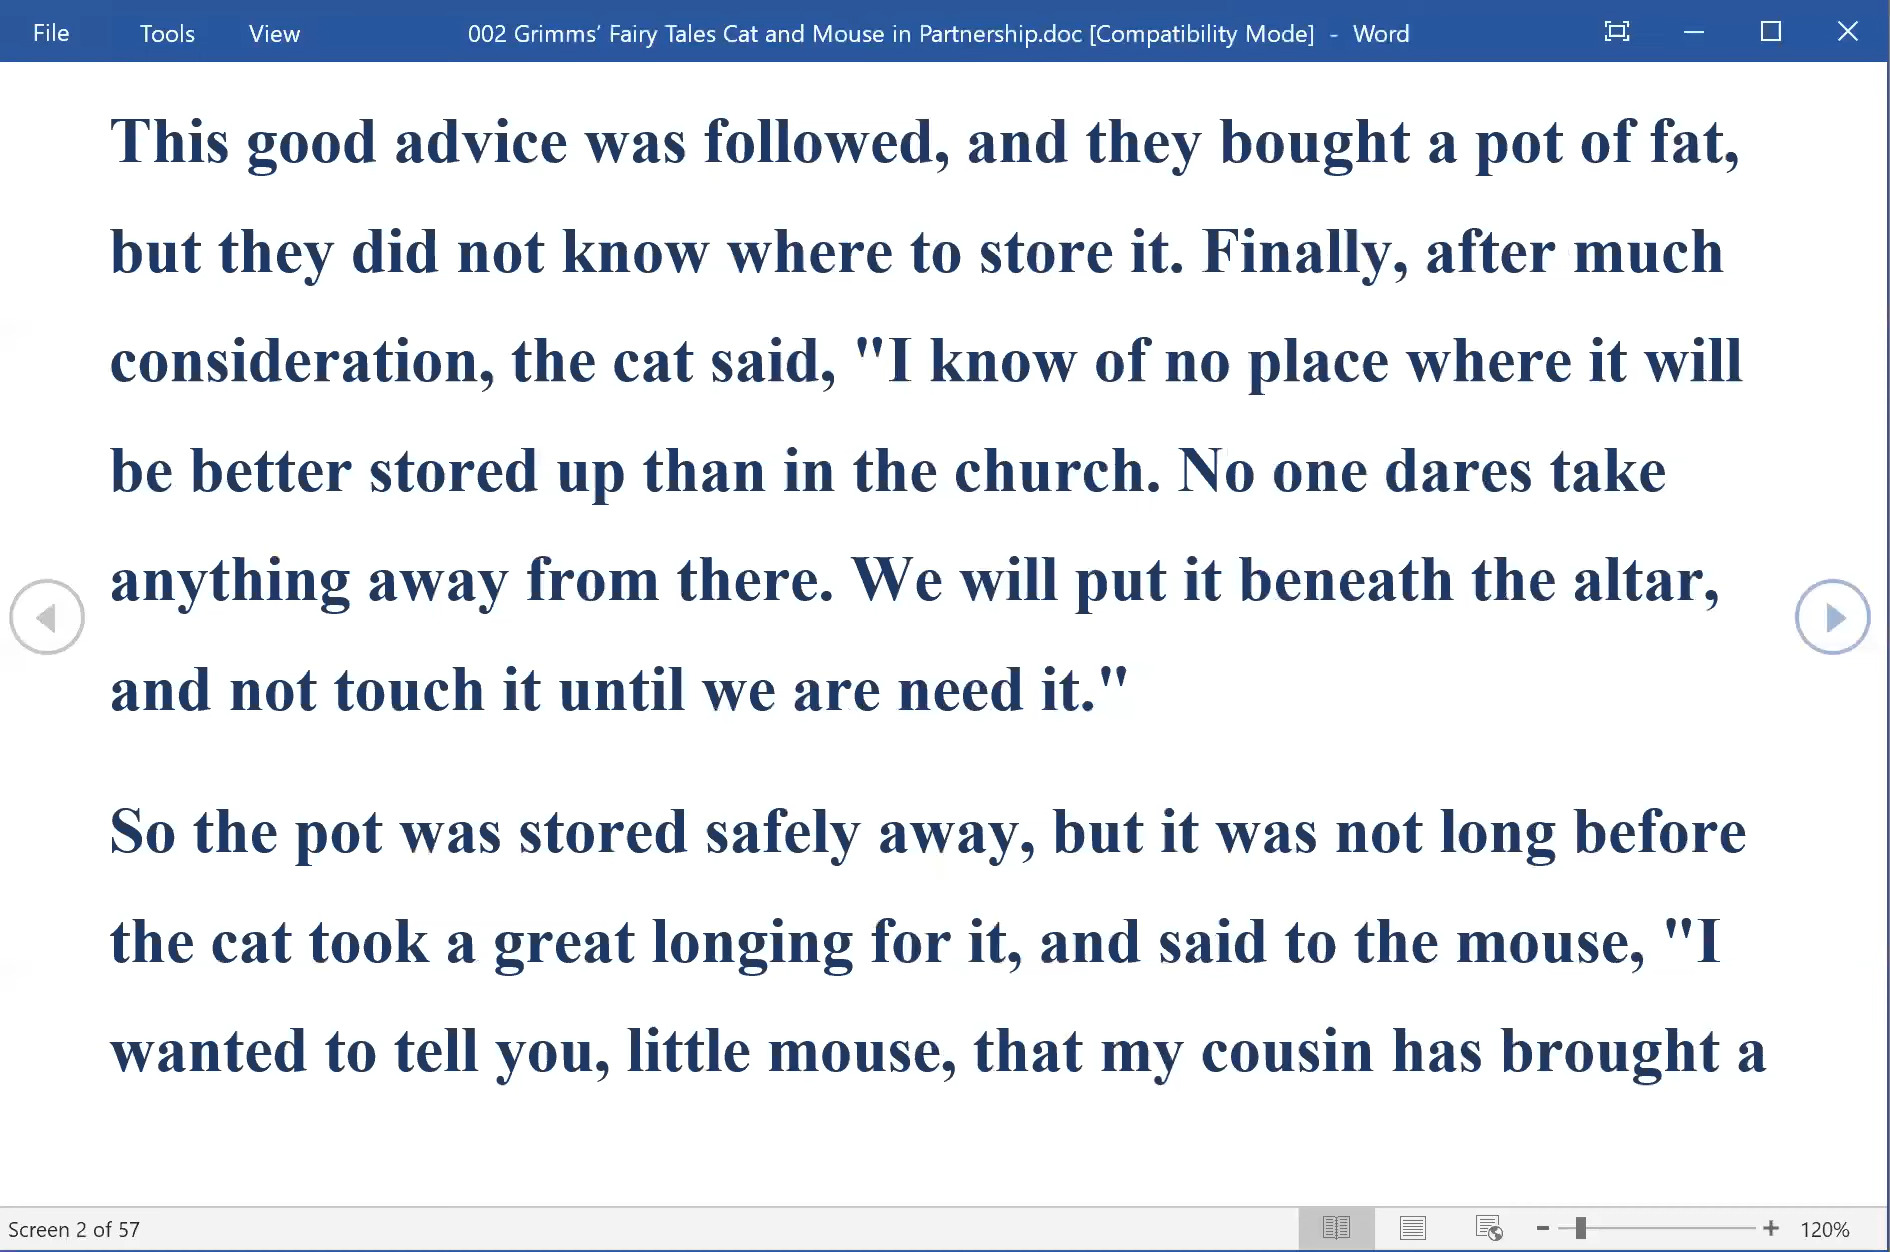 File Tools View 002 Grimms’ Fairy Tales Cat and Mouse in Partnership.doc [Compatibility Mode] - Word
This good advice was followed, and they bought a pot of fat,
but they did not know where to store it. Finally, after much
consideration, the cat said, "I know of no place where it will
be better stored up than in the church. No one dares take
anything away from there. We will put it beneath the altar,
and not touch it until we are need it."
So the pot was stored safely away, but it was not long before
the cat took a great longing for it, and said to the mouse, "I
wanted to tell you, little mouse, that my cousin has brought a
Screen 2 of 57 120%